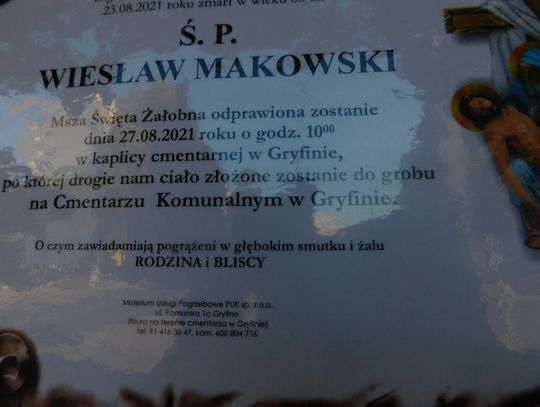 23.08.2021 roku zmarł w wieku
Ś. P.
WIESŁAW MAKOWSKI
Msza Święta Żałobna odprawiona zostanie
dnia 27.08.2021 roku o godz. 10⁰⁰
w kaplicy cmentarnej w Gryfinie,
po której drogie nam ciało złożone zostanie do grobu
na Cmentarzu Komunalnym w Gryfinie.
O czym zawiadamiają pogrążeni w głębokim smutku i żalu
RODZINA i BLISCY
Misterium Usługi Pogrzebowe PUK sp. z o.o.,
ul. Pomorska 1c Gryfino
(biuro na terenie cmentarza w Gryfinie)
tel. 91 416 30 47, kom. 600 804 716